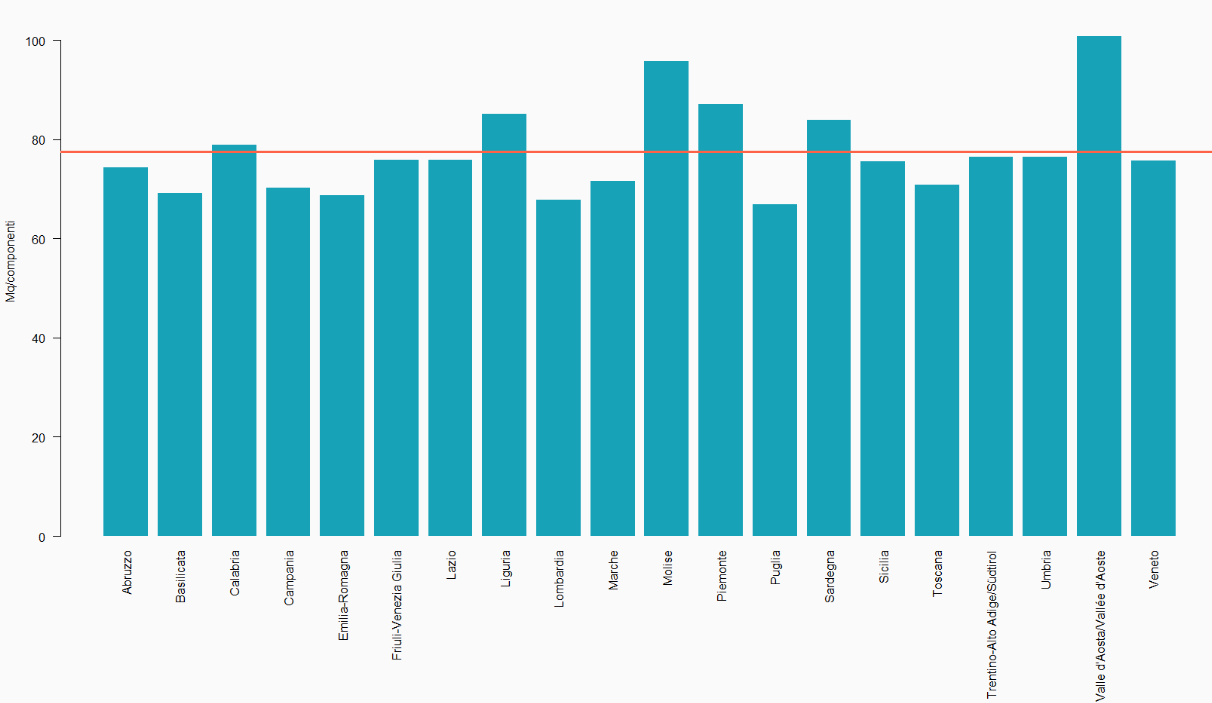 100
80
60
40
20
0
Mq/componenti
Abruzzo
Basilicata
Calabria
Campania
Emilia-Romagna
Friuli-Venezia Giulia
Lazio
Liguria
Lombardia
Marche
Molise
Piemonte
Puglia
Sardegna
Sicilia
Toscana
Trentino-Alto Adige/Südtirol
Umbria
Valle d'Aosta/Vallée d'Aoste
Veneto